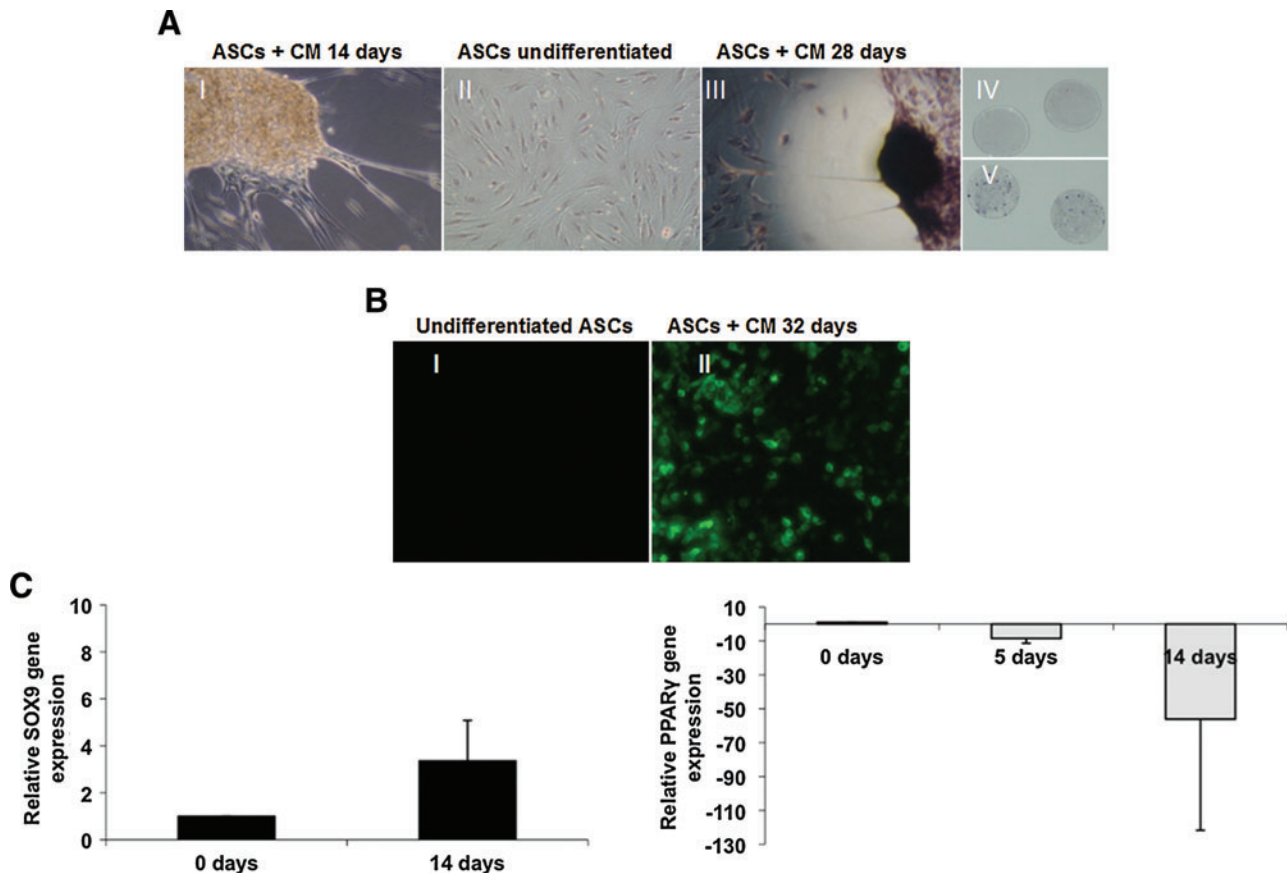 A
ASCs + CM 14 days
ASCs undifferentiated
ASCs + CM 28 days
I
II
III
IV
V
B
Undifferentiated ASCs
ASCs + CM 32 days
I
II
C
Relative SOX9 gene
expression
10
8
6
4
2
0
0 days
14 days
Relative PPARγ gene
expression
10
-10
-30
-50
-70
-90
-110
-130
0 days
5 days
14 days